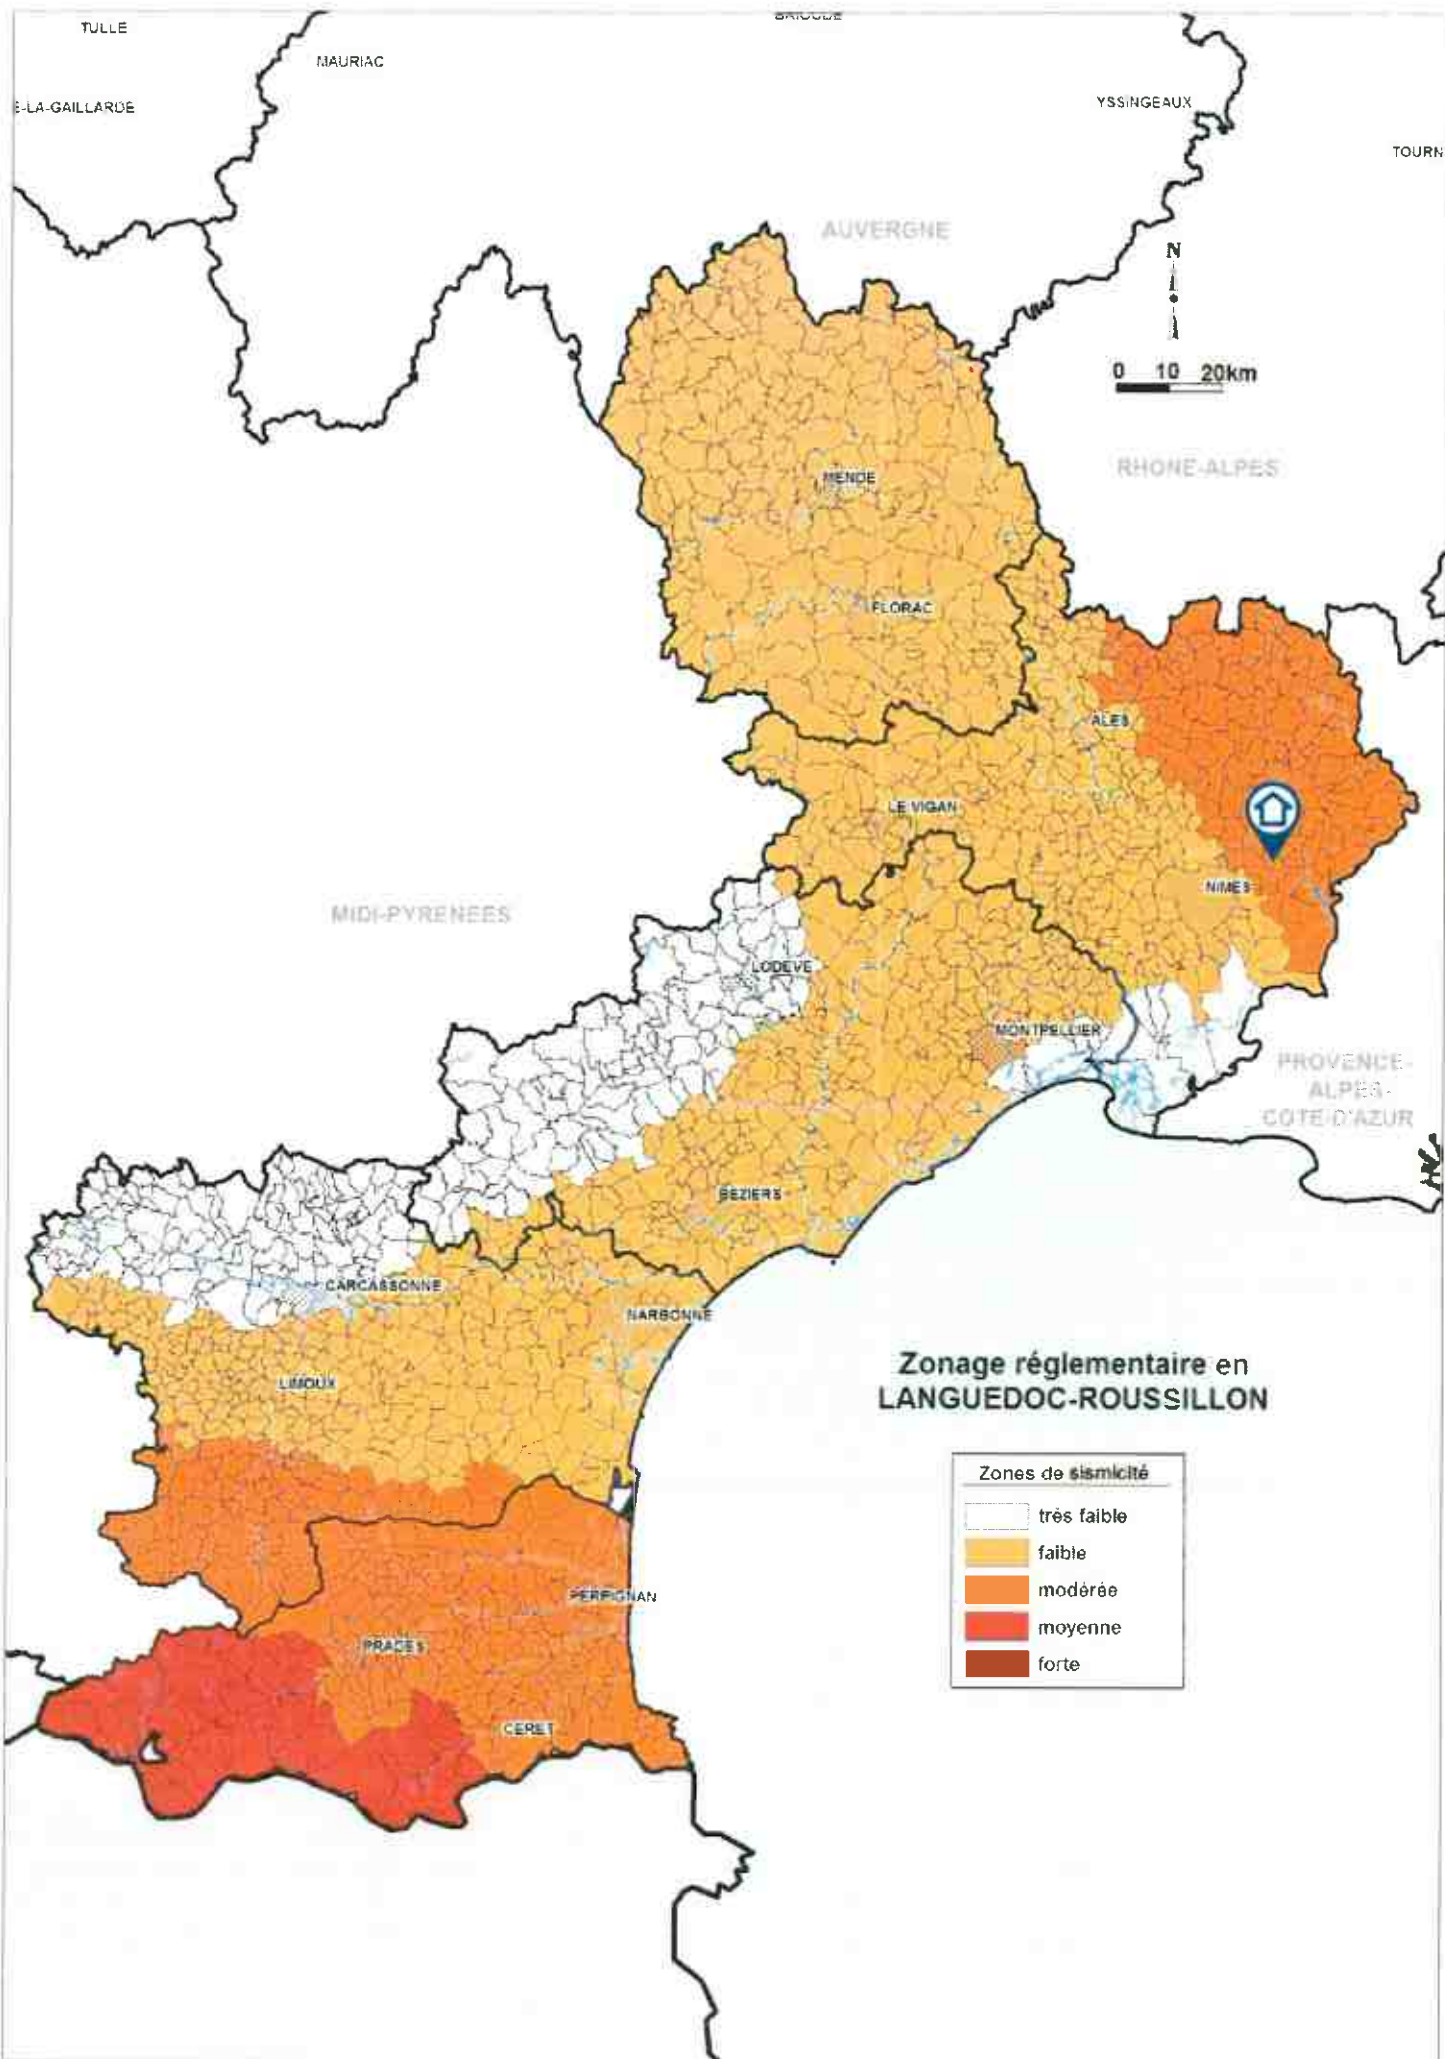 TULLE
MAURIAC
E-LA-GAILLARDE
YSSINGEAUX
TOURN
AUVERGNE
N
0 10 20km
RHONE-ALPES
MENDE
FLORAC
ALES
LE VIGAN
NIMES
MIDI-PYRENEES
LODEVE
MONTPELLIER
PROVENCE-
ALPES-
COTE-D'AZUR
BEZIERS
CARCASSONNE
NARBONNE
LIMOUX
Zonage réglementaire en
LANGUEDOC-ROUSSILLON
Zones de sismicité
très faible
faible
modérée
moyenne
forte
PERPIGNAN
PRADES
CERET